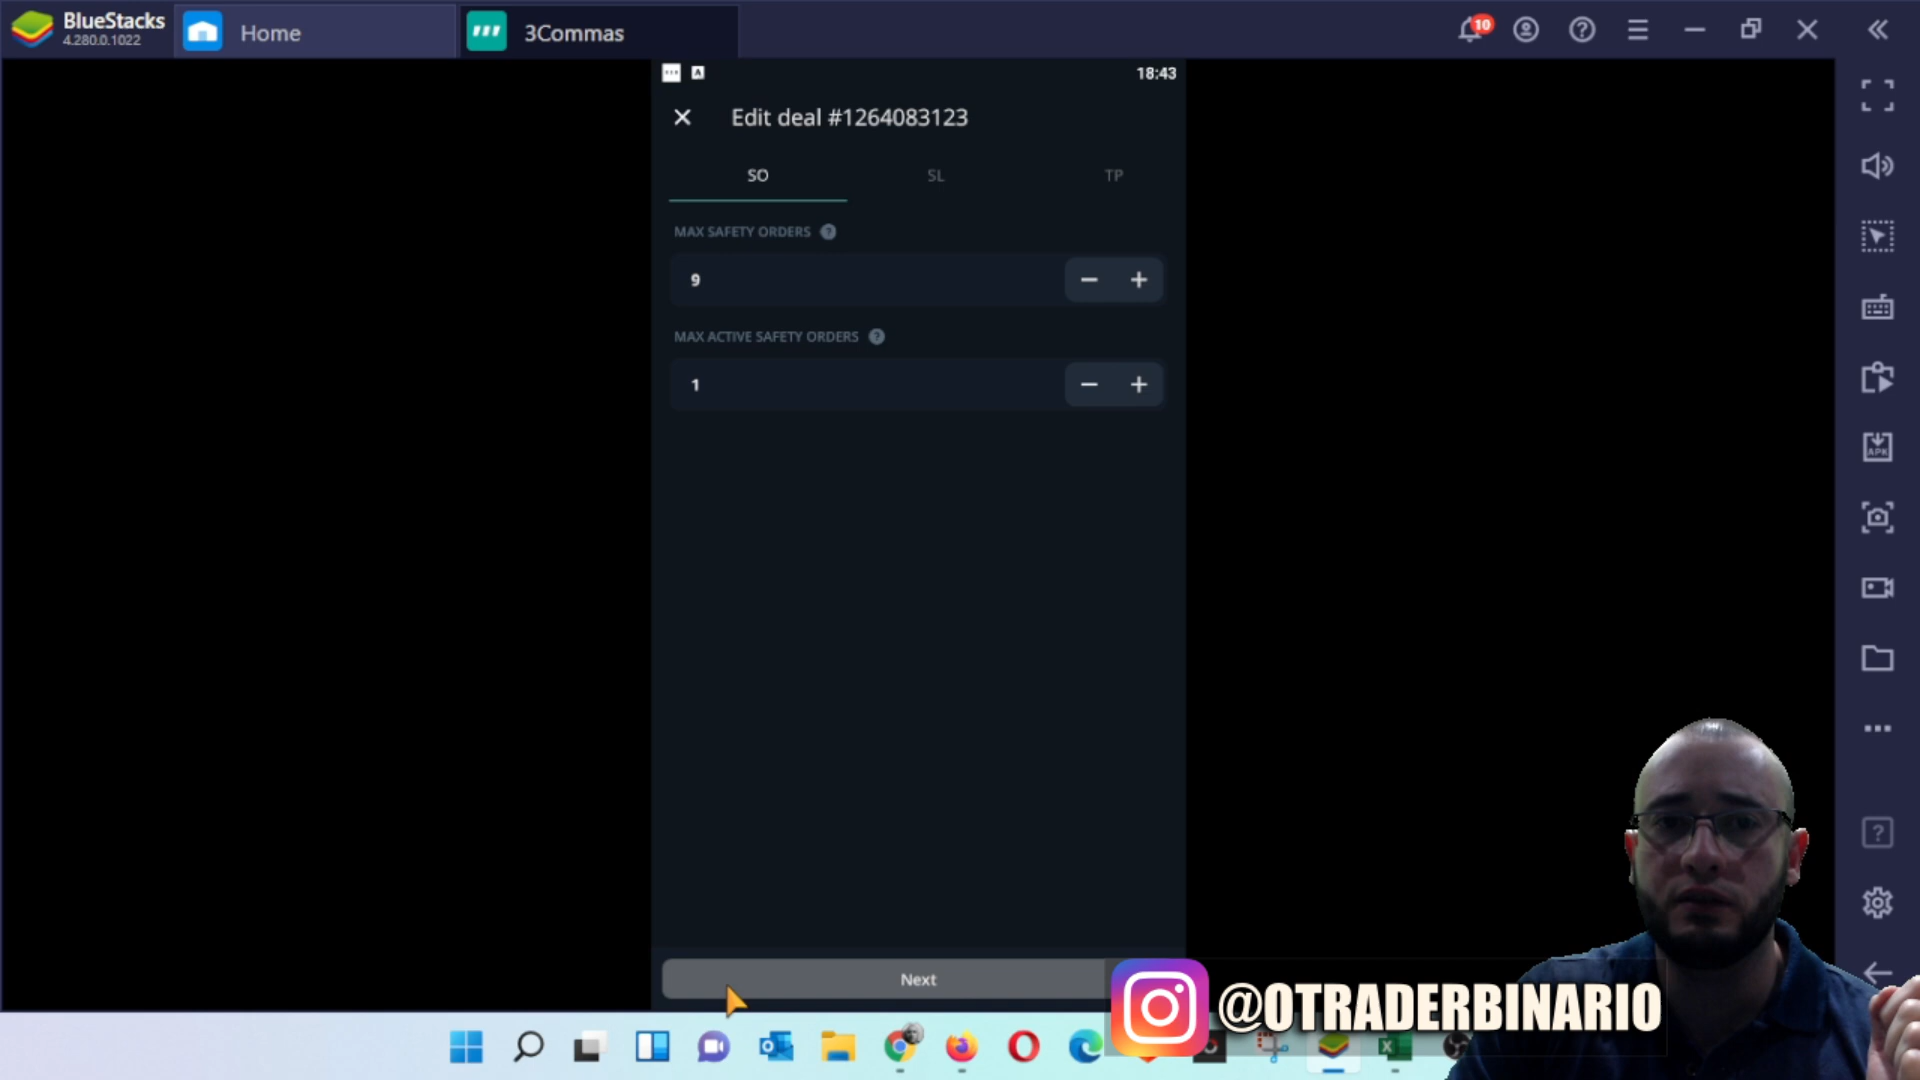 BlueStacks
4.280.0.1022
Home
3Commas
10
18:43
Edit deal #1264083123
SO
SL
TP
MAX SAFETY ORDERS
9
MAX ACTIVE SAFETY ORDERS
1
Next
@OTRADERBINARIO
APK